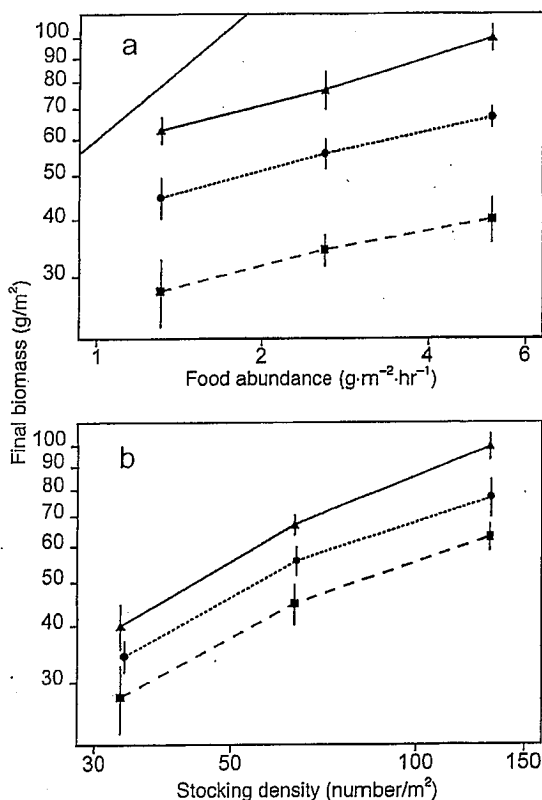 a
100
90
80
70
60
50
40
30
1 2 4 6
Food abundance (g·m⁻²·hr⁻¹)
Final biomass (g/m²)
b
100
90
80
70
60
50
40
30
30 50 100 150
Stocking density (number/m²)